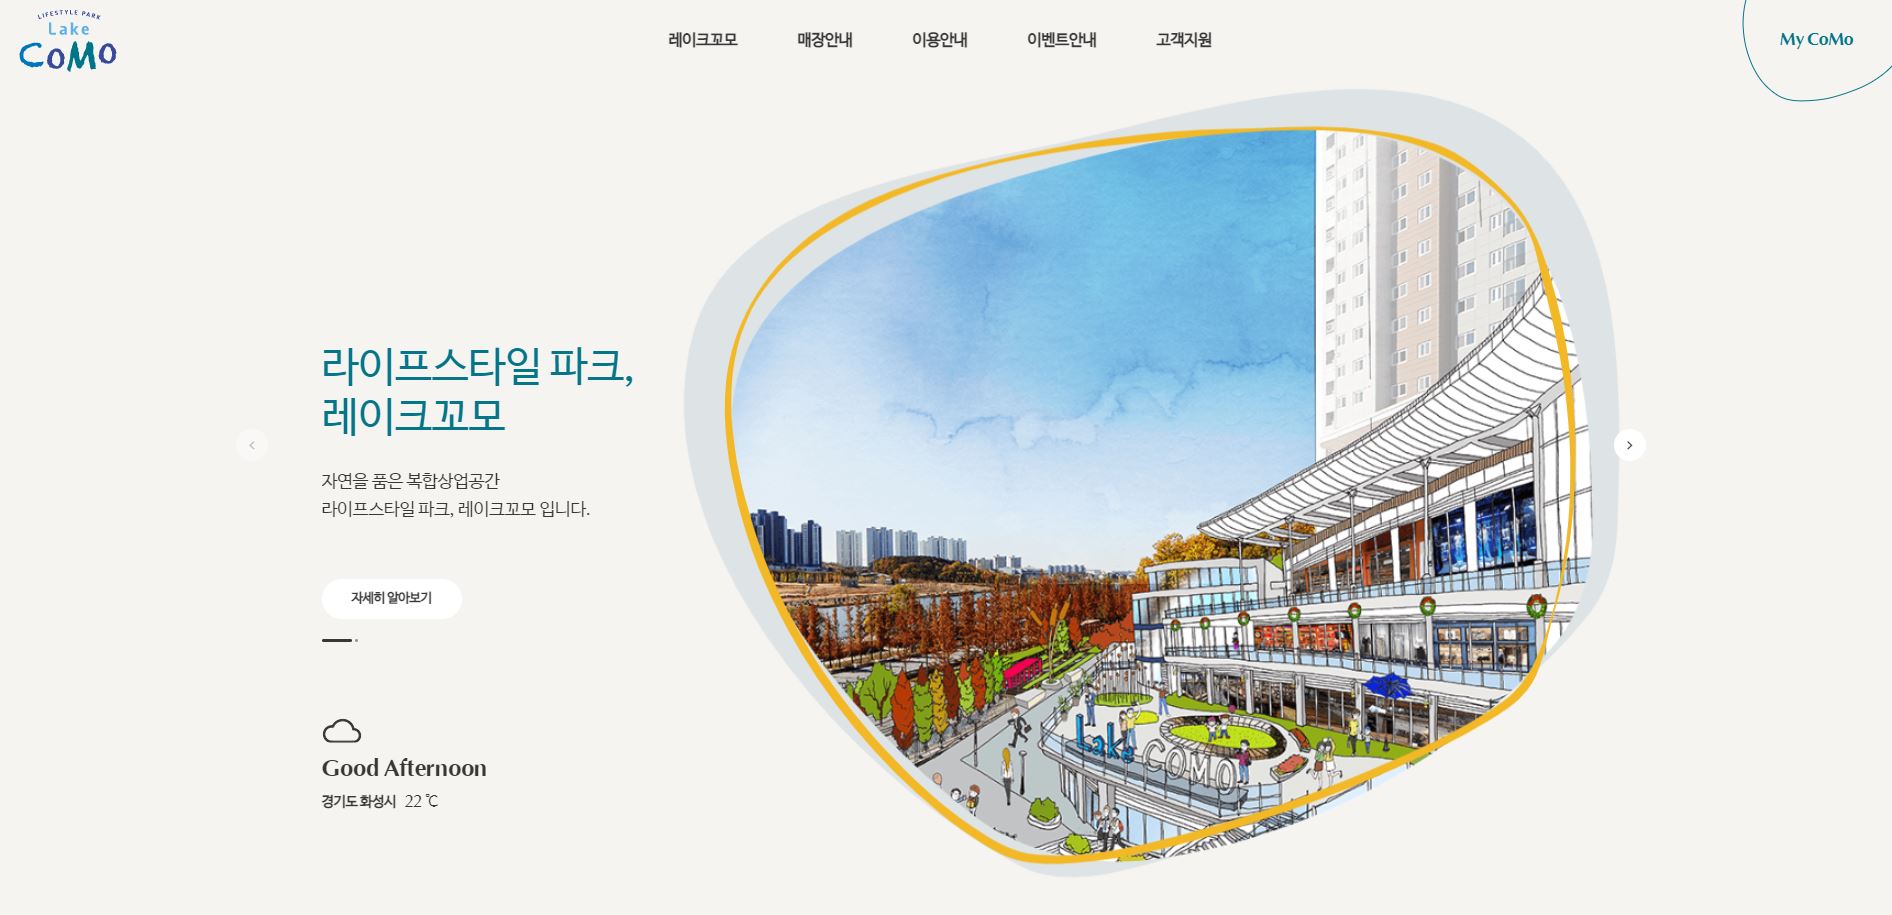 LIFESTYLE PARK
Lake
CoMo
레이크꼬모
매장안내
이용안내
이벤트안내
고객지원
My CoMo
라이프스타일 파크,
레이크꼬모
자연을 품은 복합상업공간
라이프스타일 파크, 레이크꼬모 입니다.
자세히 알아보기
Good Afternoon
경기도 화성시 22 ℃
Lake COMO